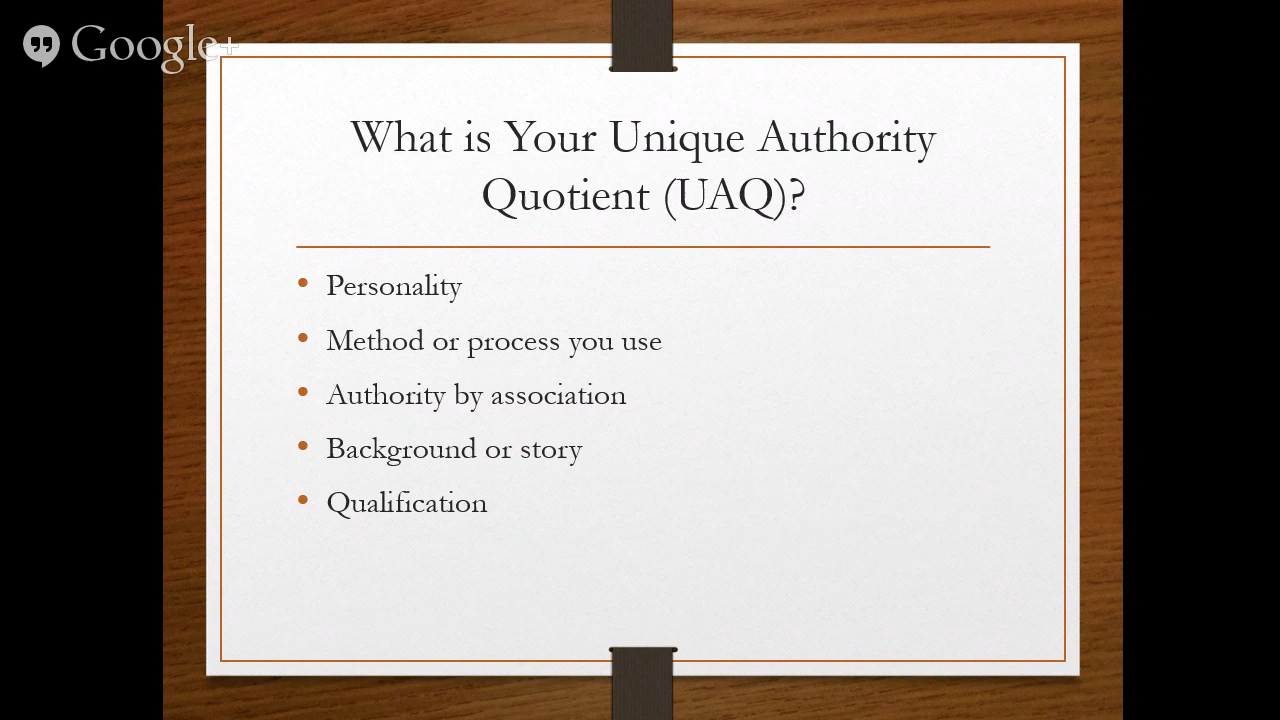 Google+
What is Your Unique Authority
Quotient (UAQ)?
• Personality
• Method or process you use
• Authority by association
• Background or story
• Qualification